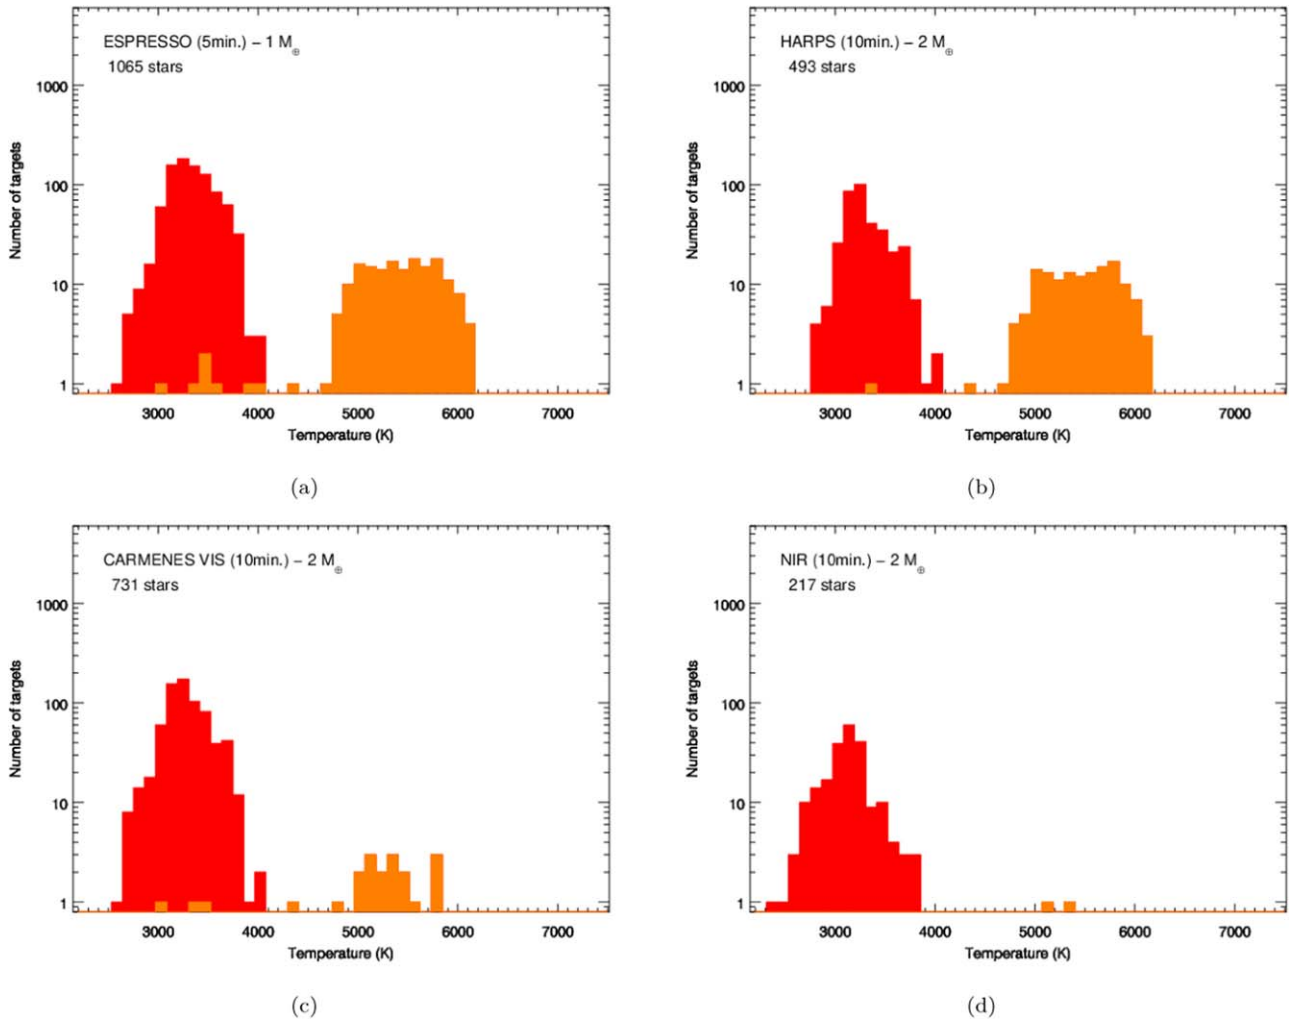 ESPRESSO (5min.) – 1 M⊕
1065 stars
Number of targets
1000
100
10
1
3000 4000 5000 6000 7000
Temperature (K)
(a)
HARPS (10min.) – 2 M⊕
493 stars
Number of targets
1000
100
10
1
3000 4000 5000 6000 7000
Temperature (K)
(b)
CARMENES VIS (10min.) – 2 M⊕
731 stars
Number of targets
1000
100
10
1
3000 4000 5000 6000 7000
Temperature (K)
(c)
NIR (10min.) – 2 M⊕
217 stars
Number of targets
1000
100
10
1
3000 4000 5000 6000 7000
Temperature (K)
(d)